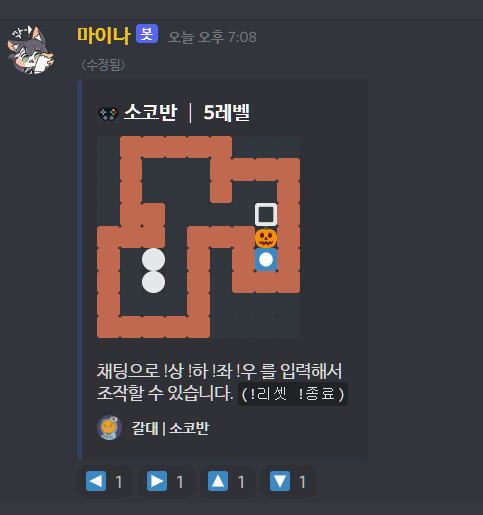 마이나 봇 오늘 오후 7:08
(수정됨)
소코반 | 5레벨
채팅으로 !상 !하 !좌 !우 를 입력해서
조작할 수 있습니다. (!리셋 !종료)
갈대 | 소코반
1 1 1 1